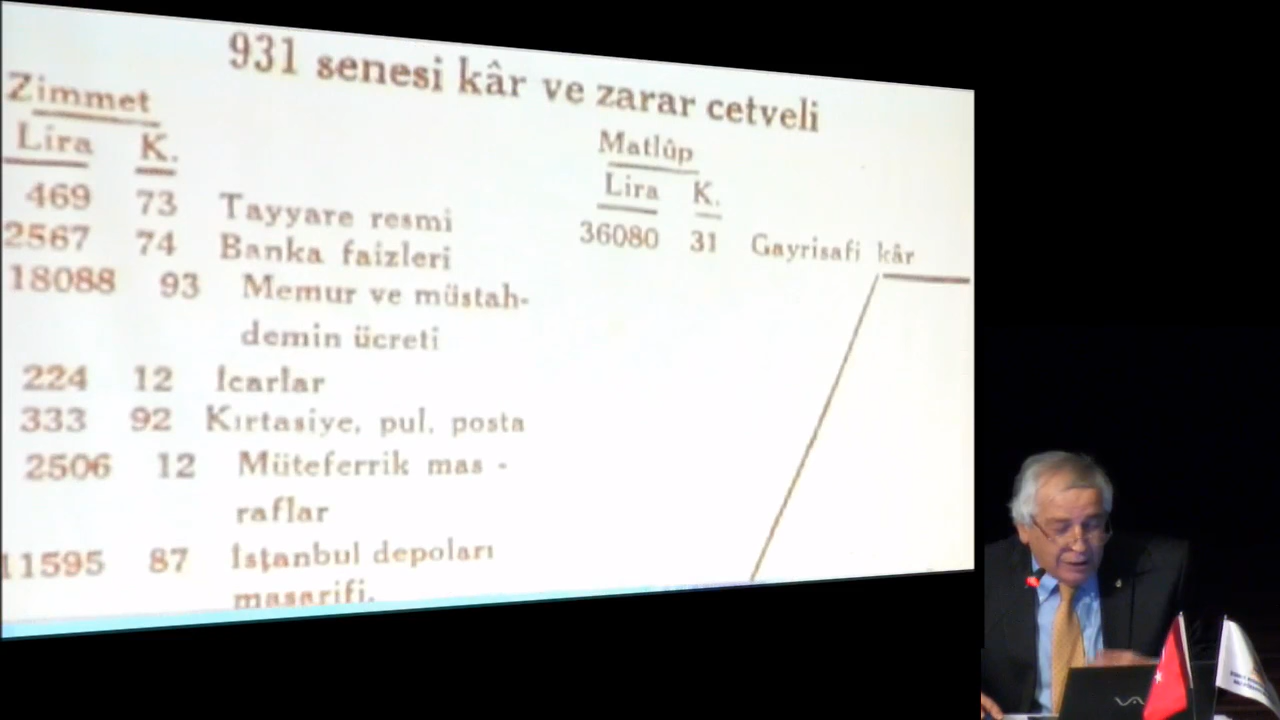 931 senesi kâr ve zarar cetveli
Zimmet
Lira K.
469 73 Tayyare resmi
2567 74 Banka faizleri
18088 93 Memur ve müstah-
demin ücreti
224 12 İcarlar
333 92 Kırtasiye, pul, posta
2506 12 Müteferrik mas -
raflar
11595 87 İstanbul depoları
masarifi.
Matlûp
Lira K.
36080 31 Gayrisafi kâr
VAIO